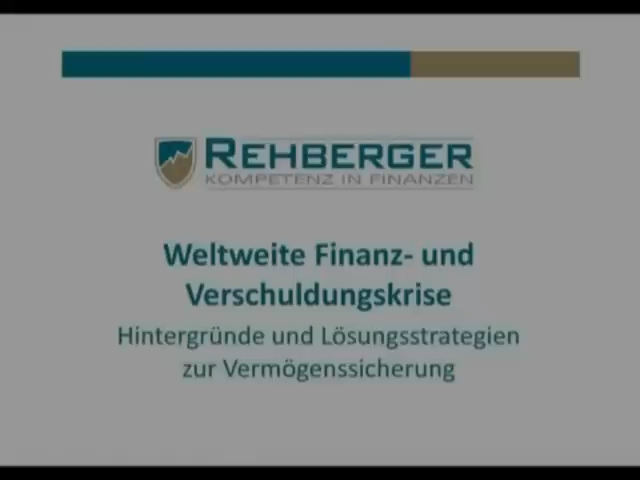 REHBERGER
KOMPETENZ IN FINANZEN
Weltweite Finanz- und
Verschuldungskrise
Hintergründe und Lösungsstrategien
zur Vermögenssicherung